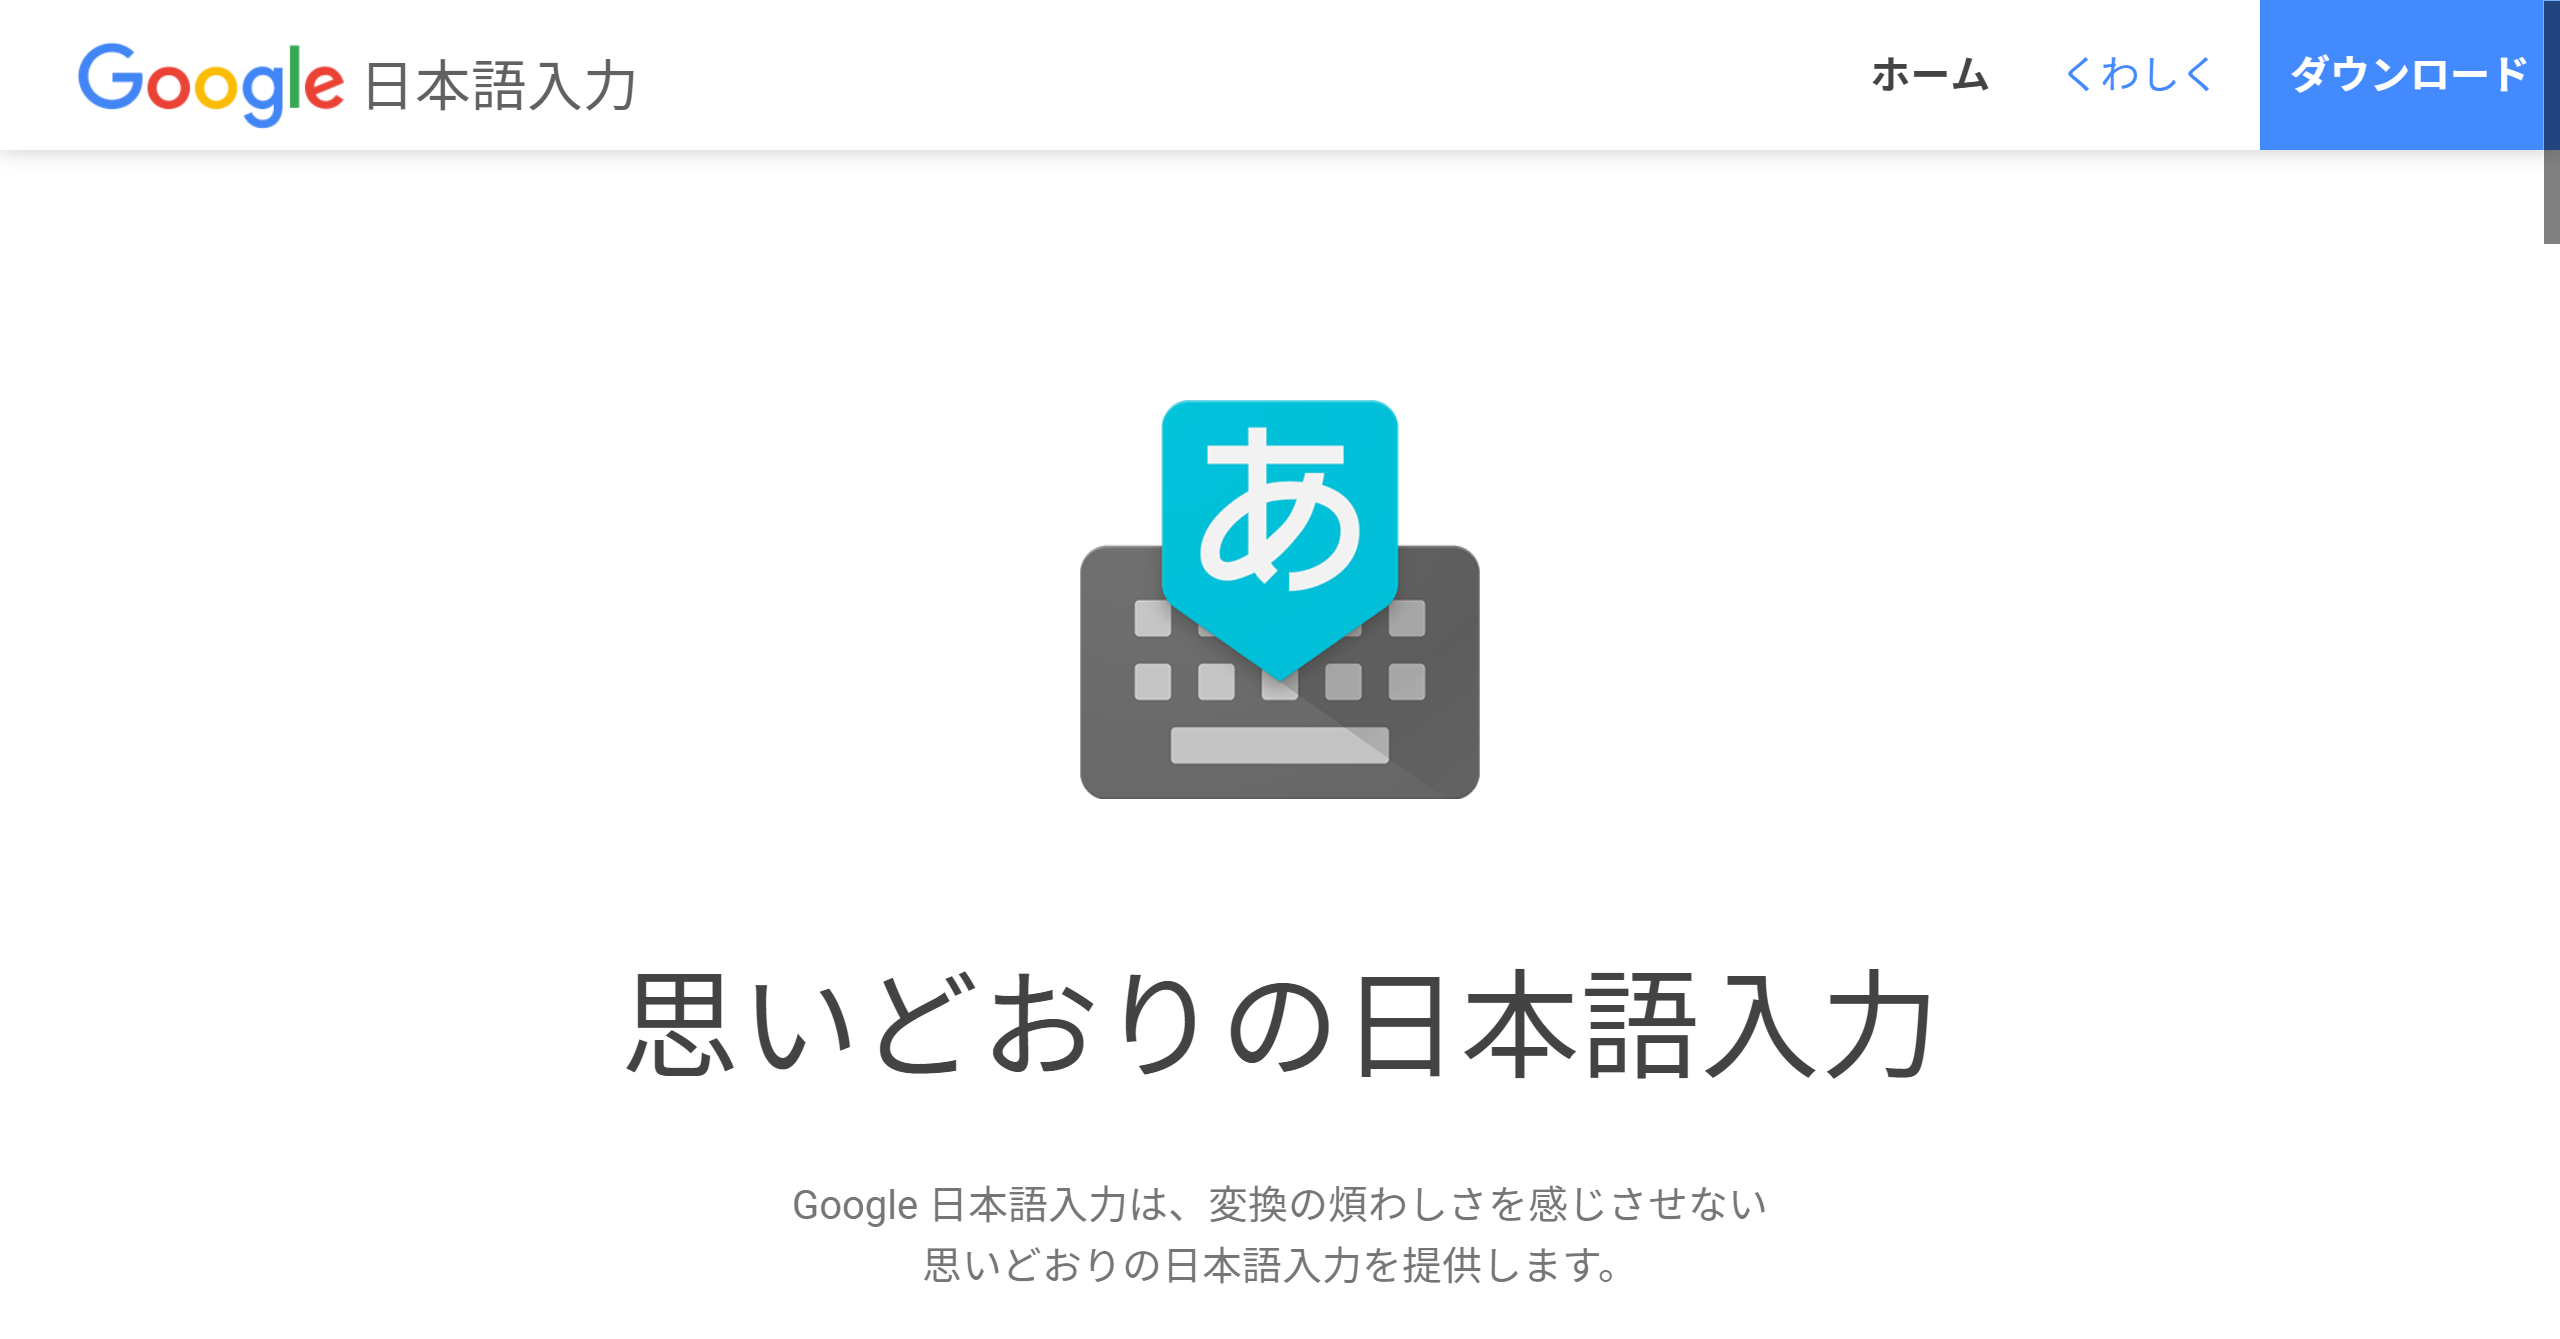 Google 日本語入力
ホーム
くわしく
ダウンロード
あ
思いどおりの日本語入力
Google 日本語入力は、変換の煩わしさを感じさせない
思いどおりの日本語入力を提供します。